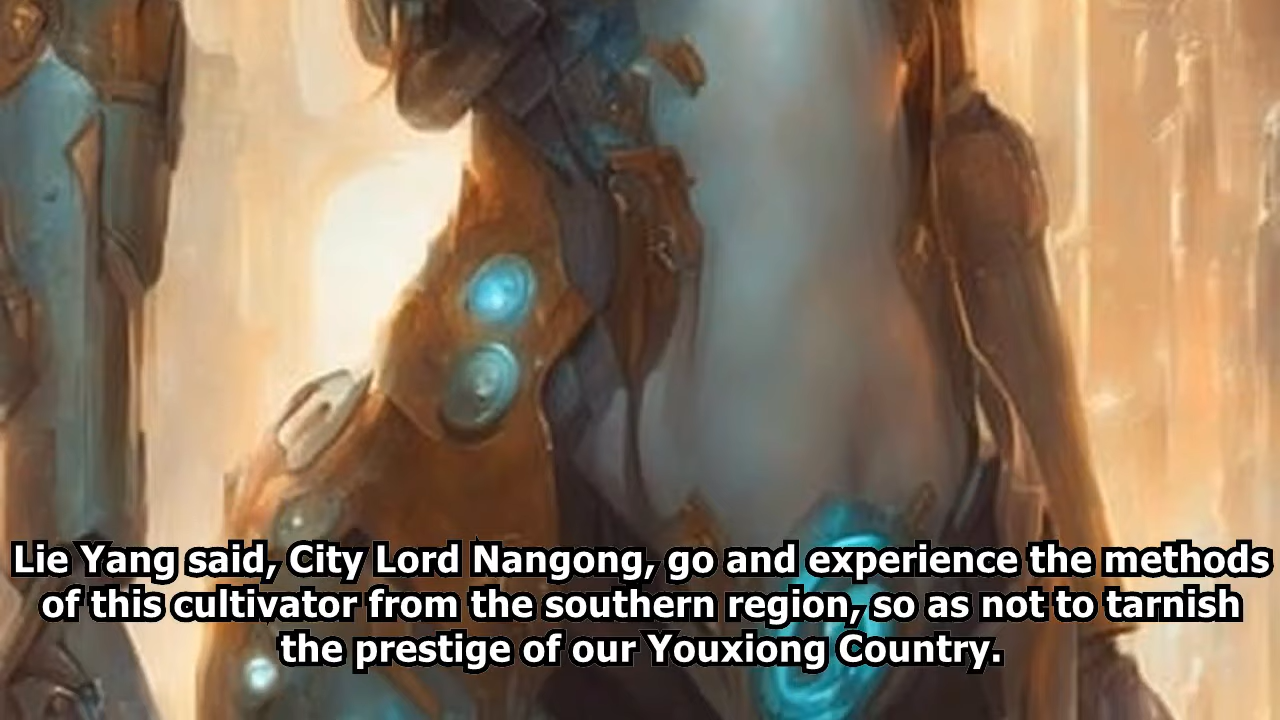 Lie Yang said, City Lord Nangong, go and experience the methods
of this cultivator from the southern region, so as not to tarnish
the prestige of our Youxiong Country.